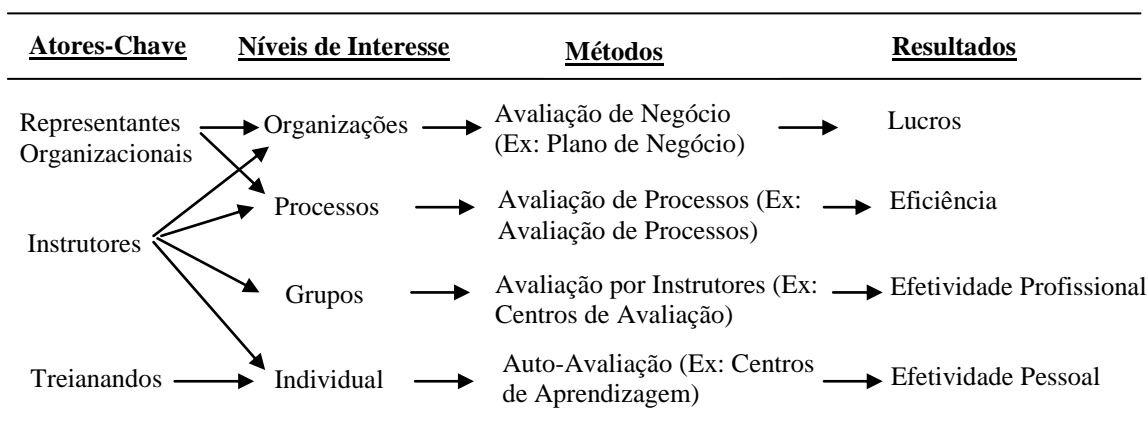 Atores-Chave Níveis de Interesse Métodos Resultados
Representantes
Organizacionais
Organizações
Avaliação de Negócio
(Ex: Plano de Negócio)
Lucros
Processos
Avaliação de Processos (Ex:
Avaliação de Processos)
Eficiência
Instrutores
Grupos
Avaliação por Instrutores (Ex:
Centros de Avaliação)
Efetividade Profissional
Treianandos
Individual
Auto-Avaliação (Ex: Centros
de Aprendizagem)
Efetividade Pessoal